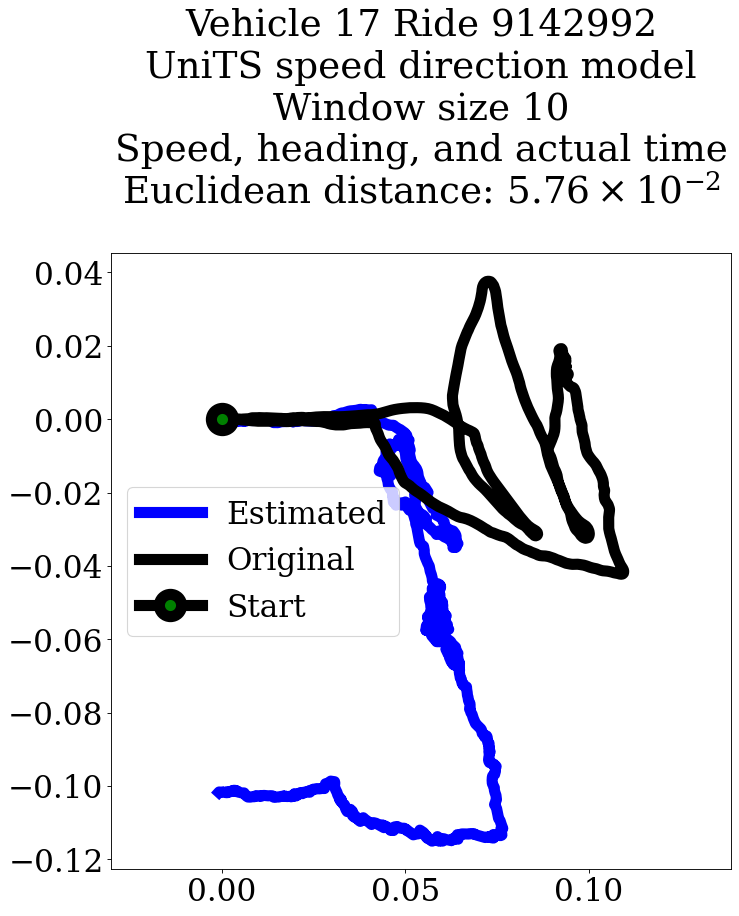 Vehicle 17 Ride 9142992
UniTS speed direction model
Window size 10
Speed, heading, and actual time
Euclidean distance: 5.76 × 10⁻²
0.04
0.02
0.00
−0.02
−0.04
−0.06
−0.08
−0.10
−0.12
Estimated
Original
Start
0.00 0.05 0.10